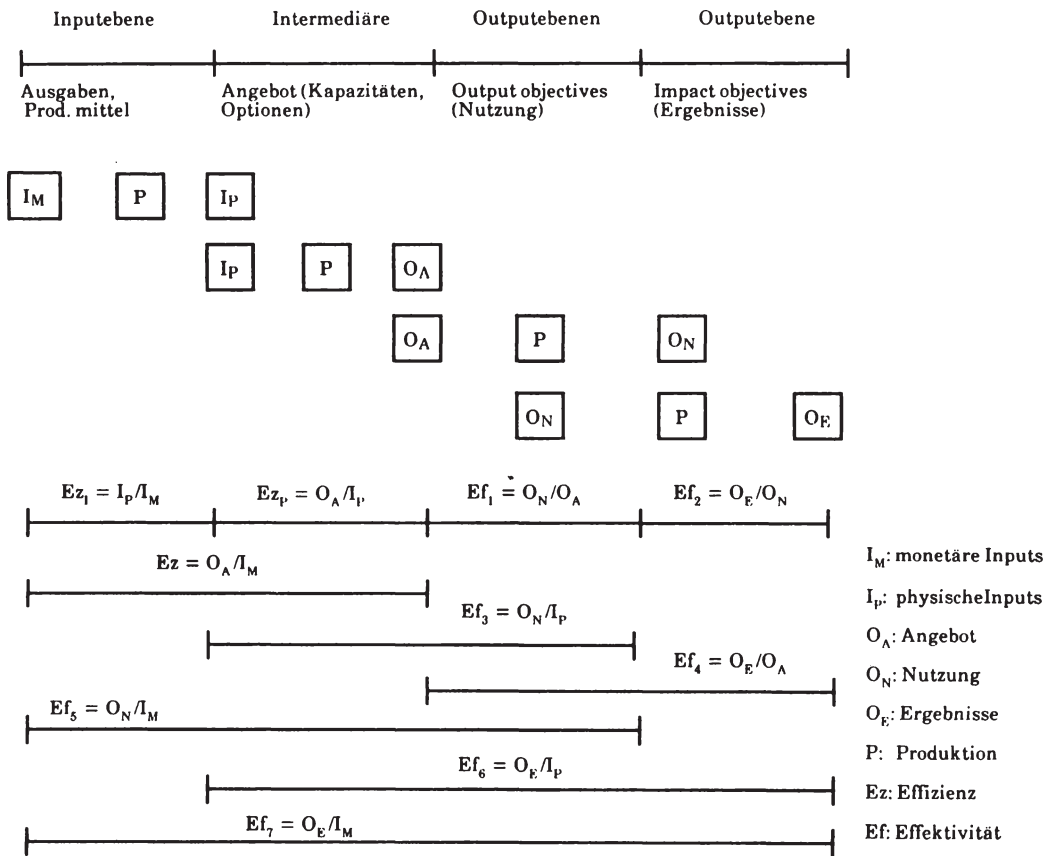 Inputebene Intermediäre Outputebenen Outputebene
Ausgaben, Angebot (Kapazitäten, Output objectives Impact objectives
Prod. mittel Optionen) (Nutzung) (Ergebnisse)
I_M P I_P
I_P P O_A
O_A P O_N
O_N P O_E
Ez_I = I_P/I_M Ez_P = O_A/I_P Ef_1 = O_N/O_A Ef_2 = O_E/O_N
Ez = O_A/I_M
Ef_3 = O_N/I_P
Ef_4 = O_E/O_A
Ef_5 = O_N/I_M
Ef_6 = O_E/I_P
Ef_7 = O_E/I_M
I_M: monetäre Inputs
I_P: physischeInputs
O_A: Angebot
O_N: Nutzung
O_E: Ergebnisse
P: Produktion
Ez: Effizienz
Ef: Effektivität